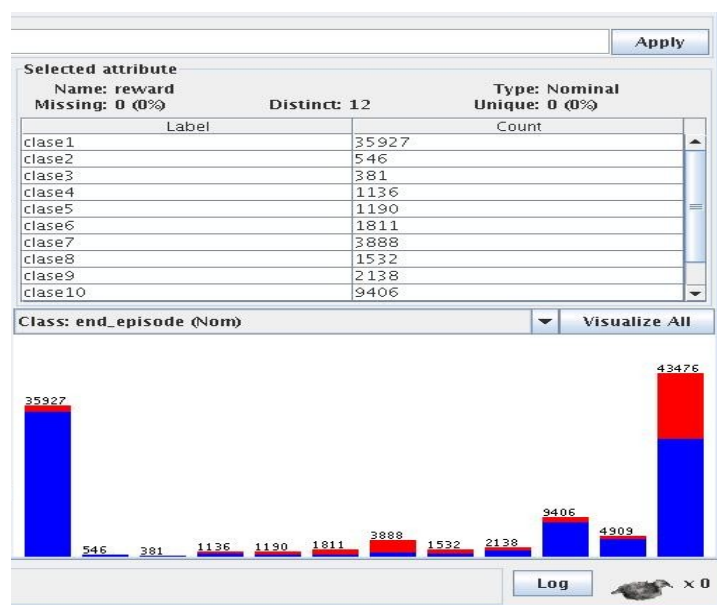 Apply
Selected attribute
Name: reward Type: Nominal
Missing: 0 (0%) Distinct: 12 Unique: 0 (0%)
Label Count
clase1 35927
clase2 546
clase3 381
clase4 1136
clase5 1190
clase6 1811
clase7 3888
clase8 1532
clase9 2138
clase10 9406
Class: end_episode (Nom) Visualize All
35927 546 381 1136 1190 1811 3888 1532 2138 9406 4909 43476
Log x 0